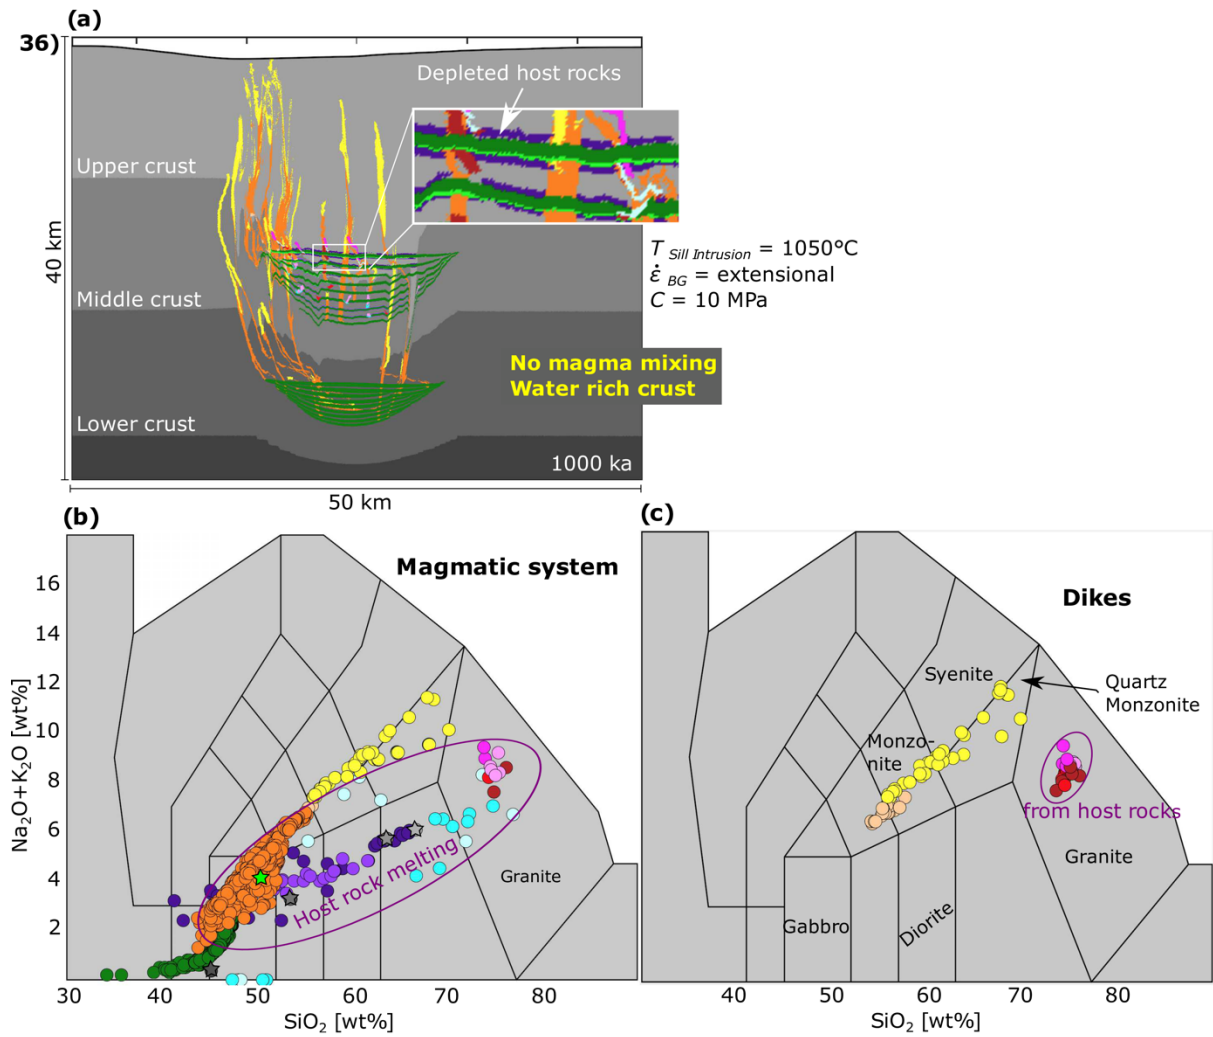 (a)
36)
Depleted host rocks
Upper crust
40 km
Middle crust
Lower crust
T Sill Intrusion = 1050°C
ε̇ BG = extensional
C = 10 MPa
No magma mixing
Water rich crust
1000 ka
50 km
(b)
Magmatic system
Na2O+K2O [wt%]
16
14
12
10
8
6
4
2
Host rock melting
Granite
30 40 50 60 70 80
SiO2 [wt%]
(c)
Dikes
Syenite
Quartz
Monzonite
Monzo-
nite
from host rocks
Granite
Gabbro
Diorite
40 50 60 70 80
SiO2 [wt%]